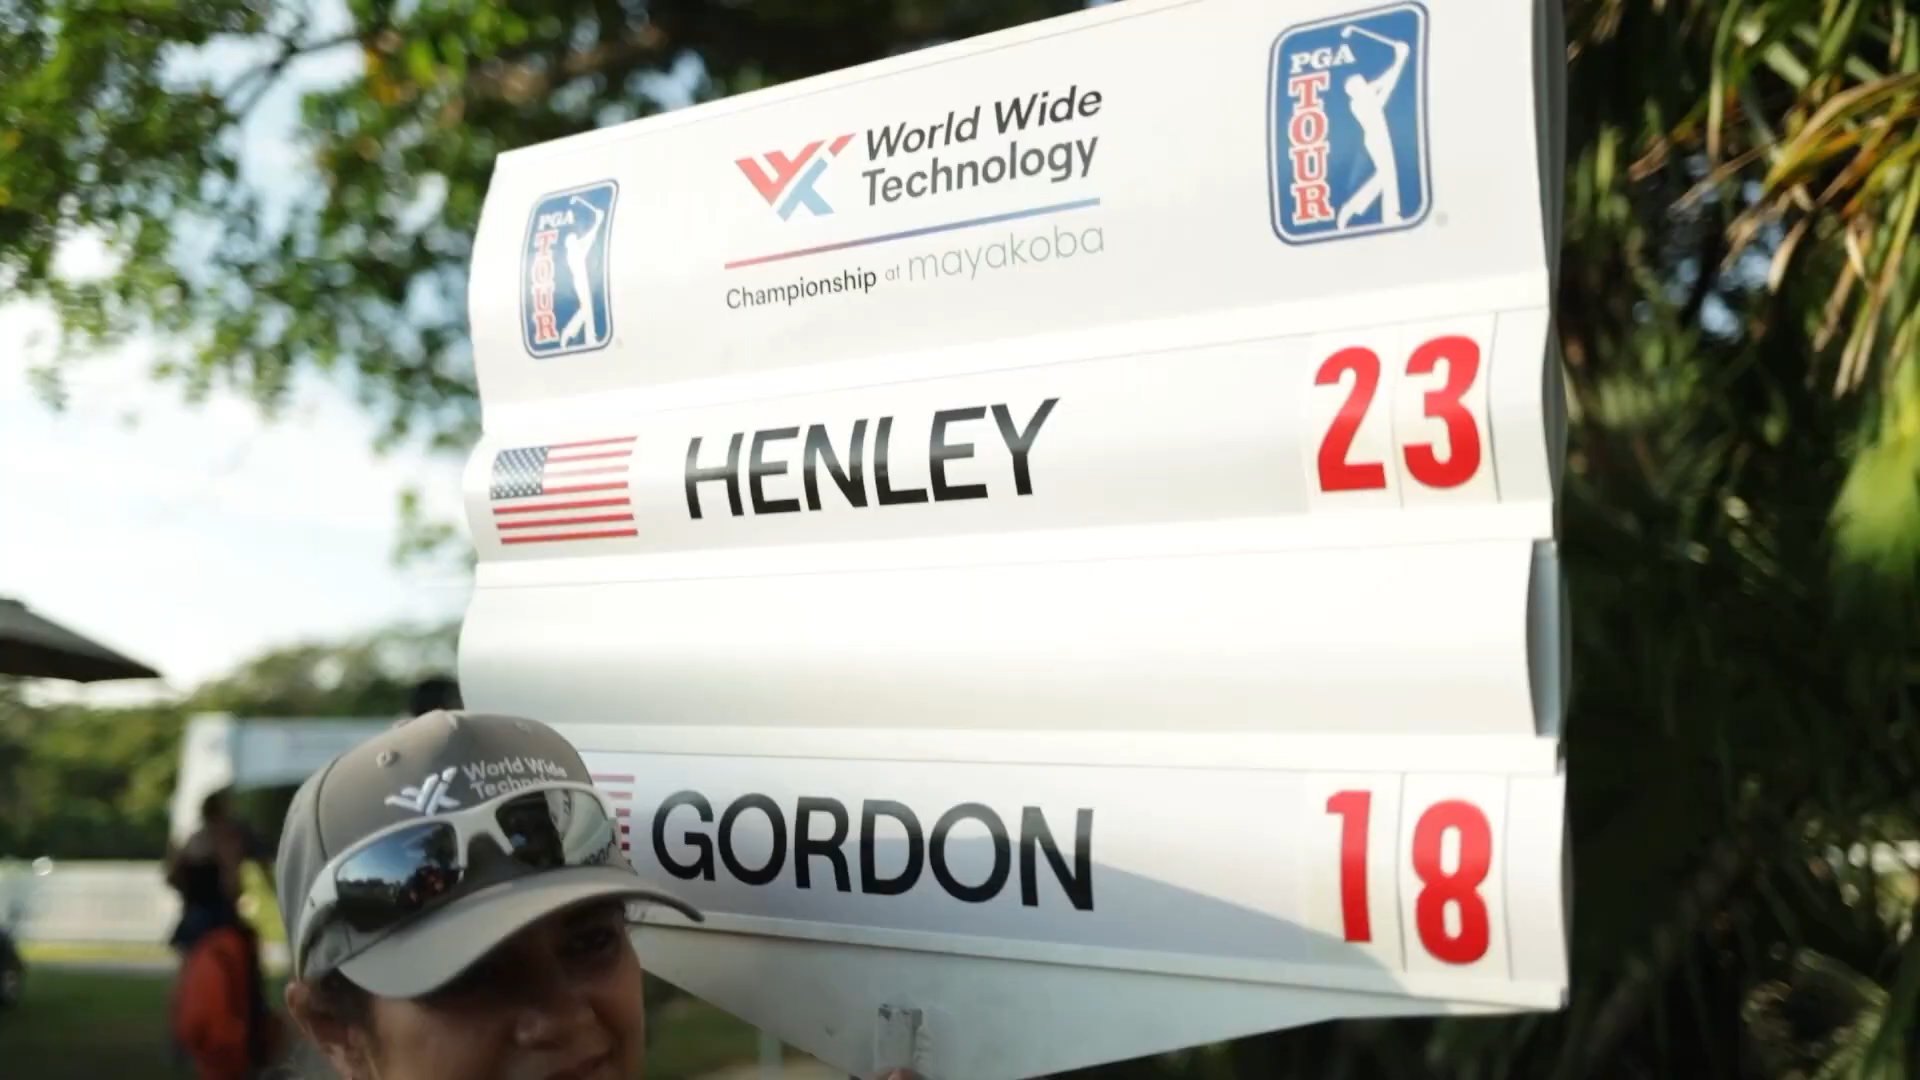 PGA TOUR
World Wide
Technology
Championship at mayakoba
PGA TOUR
HENLEY 23
GORDON 18
World Wide